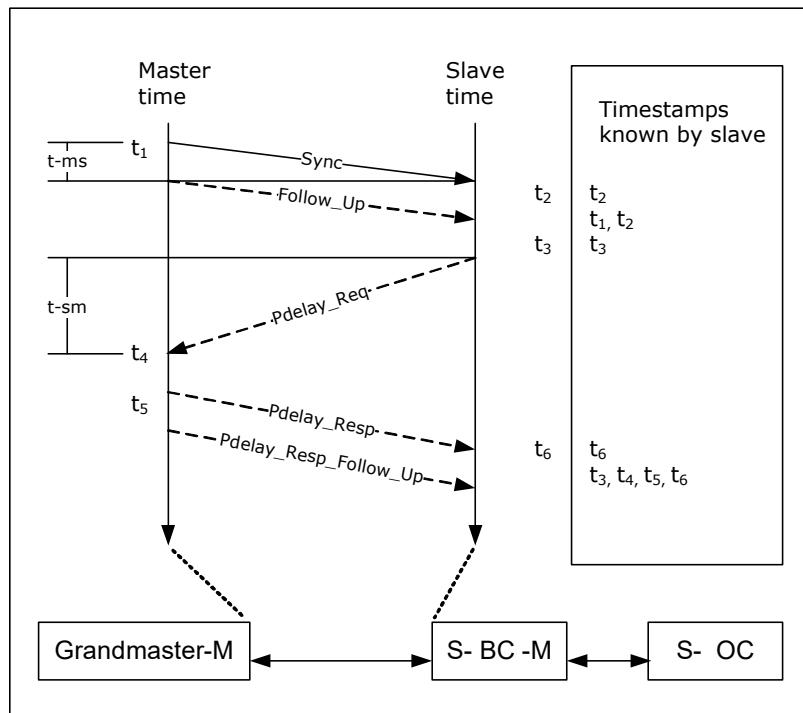 Master
time
Slave
time
Timestamps
known by slave
t-ms
t₁
Sync
Follow_Up
t₂
t₂
t₁, t₂
t₃
t₃
t-sm
Pdelay_Req
t₄
t₅
Pdelay_Resp
Pdelay_Resp_Follow_Up
t₆
t₆
t₃, t₄, t₅, t₆
Grandmaster-M
S- BC -M
S- OC